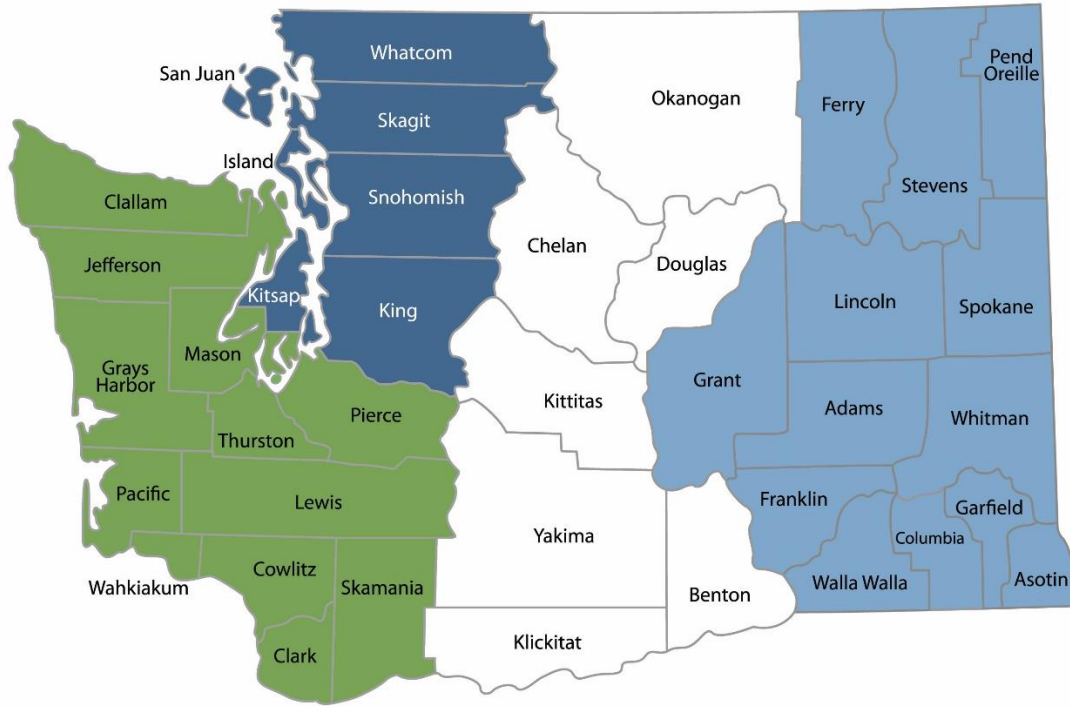 Whatcom
San Juan
Skagit
Island
Snohomish
King
Kitsap
Clallam
Jefferson
Mason
Grays
Harbor
Thurston
Pierce
Pacific
Lewis
Wahkiakum
Cowlitz
Skamania
Clark
Okanogan
Chelan
Douglas
Kittitas
Yakima
Klickitat
Benton
Ferry
Stevens
Pend
Oreille
Lincoln
Spokane
Grant
Adams
Whitman
Franklin
Walla Walla
Columbia
Garfield
Asotin